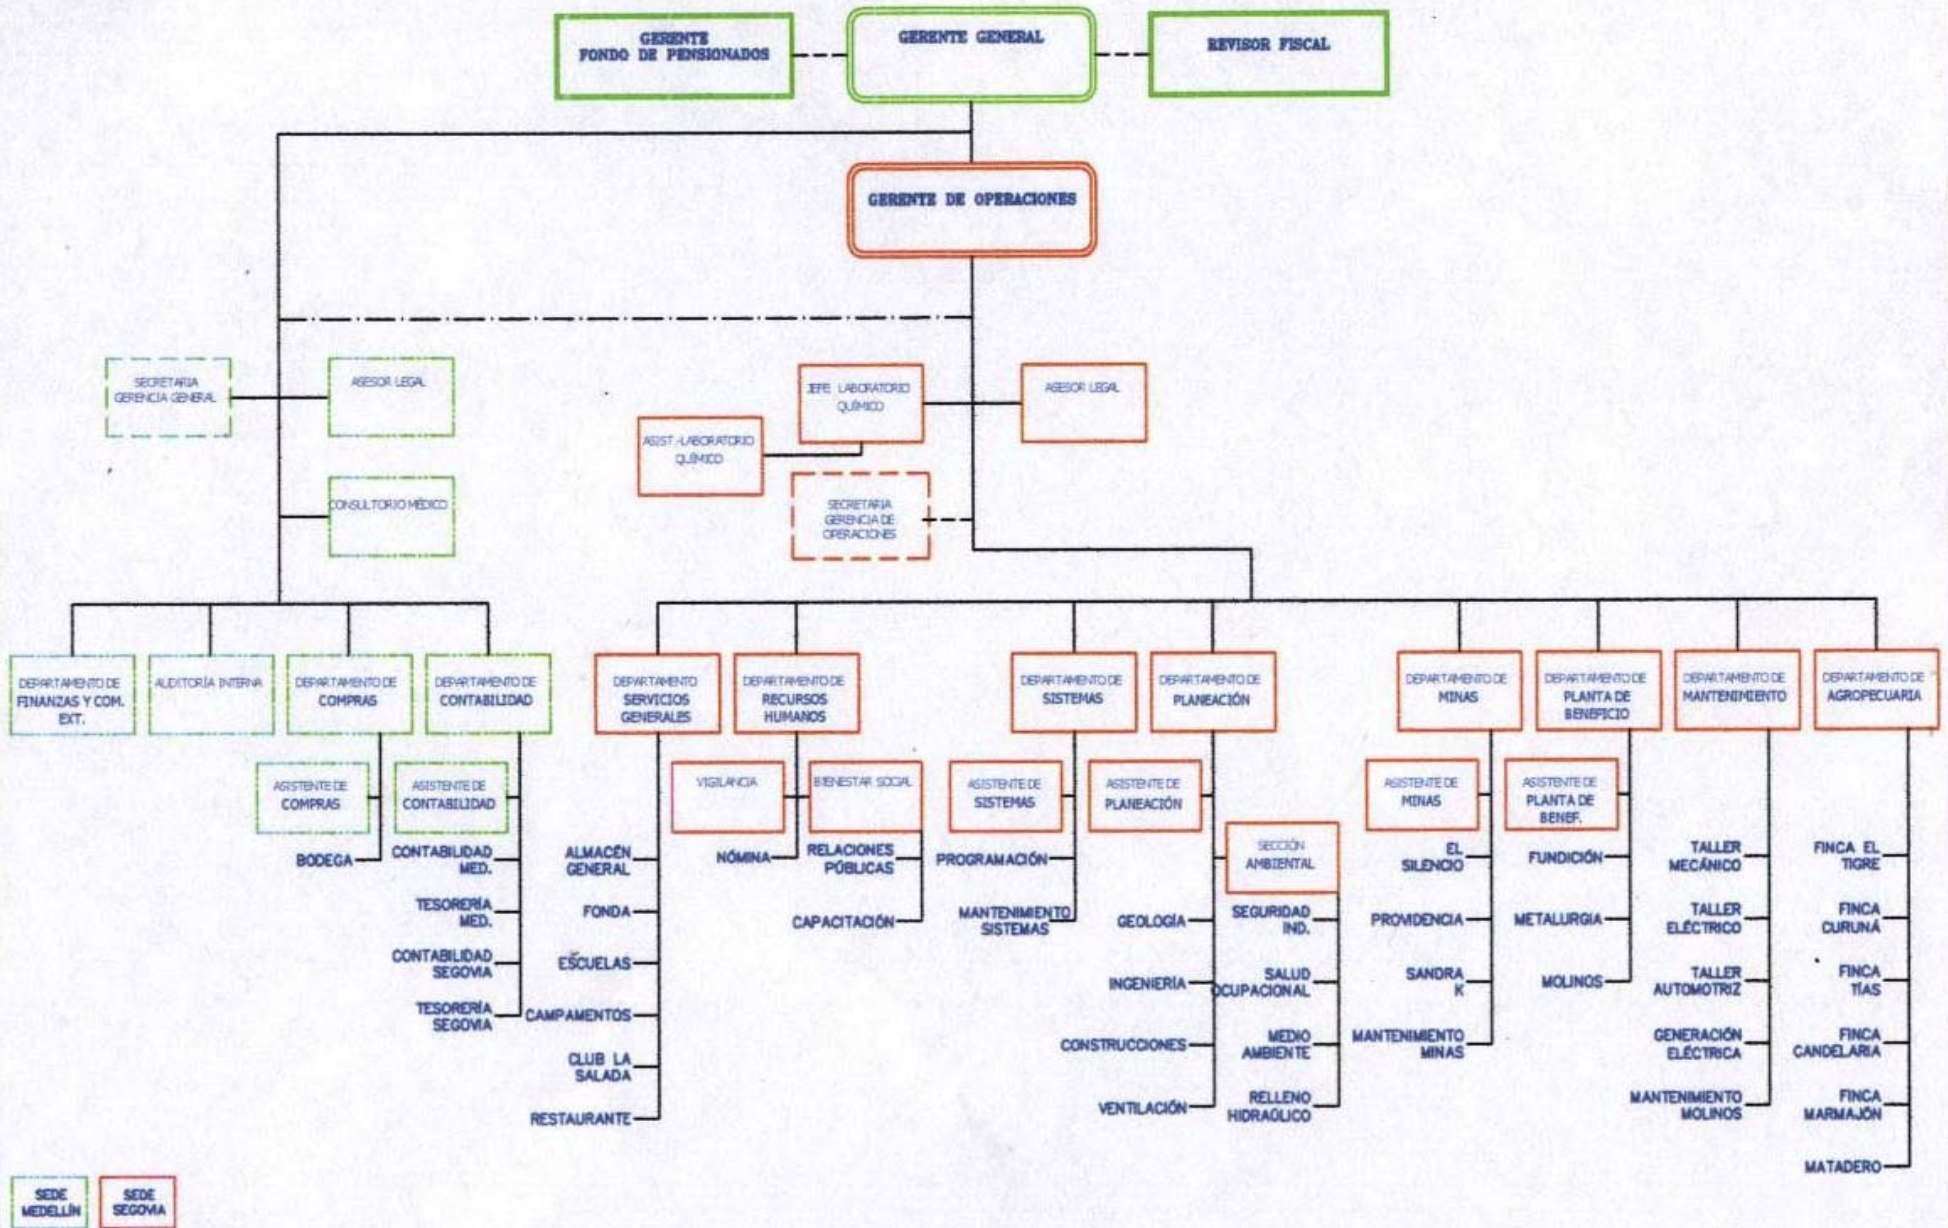 GERENTE
FONDO DE PENSIONADOS
GERENTE GENERAL
REVISOR FISCAL
GERENTE DE OPERACIONES
SECRETARIA
GERENCIA GENERAL
ASESOR LEGAL
CONSULTORIO MÉDICO
JEFE LABORATORIO
QUÍMICO
ASESOR LEGAL
ASIST.-LABORATORIO
QUÍMICO
SECRETARIA
GERENCIA DE
OPERACIONES
DEPARTAMENTO DE
FINANZAS Y COM.
EXT.
AUDITORÍA INTERNA
DEPARTAMENTO DE
COMPRAS
DEPARTAMENTO DE
CONTABILIDAD
DEPARTAMENTO
SERVICIOS
GENERALES
DEPARTAMENTO DE
RECURSOS
HUMANOS
DEPARTAMENTO DE
SISTEMAS
DEPARTAMENTO DE
PLANEACIÓN
DEPARTAMENTO DE
MINAS
DEPARTAMENTO DE
PLANTA DE
BENEFICIO
DEPARTAMENTO DE
MANTENIMIENTO
DEPARTAMENTO DE
AGROPECUARIA
ASISTENTE DE
COMPRAS
BODEGA
ASISTENTE DE
CONTABILIDAD
CONTABILIDAD
MED.
TESORERÍA
MED.
CONTABILIDAD
SEGOVIA
TESORERÍA
SEGOVIA
ALMACÉN
GENERAL
FONDA
ESCUELAS
CAMPAMENTOS
CLUB LA
SALADA
RESTAURANTE
VIGILANCIA
NÓMINA
BIENESTAR SOCIAL
RELACIONES
PÚBLICAS
CAPACITACIÓN
ASISTENTE DE
SISTEMAS
PROGRAMACIÓN
MANTENIMIENTO
SISTEMAS
ASISTENTE DE
PLANEACIÓN
GEOLOGÍA
INGENIERÍA
CONSTRUCCIONES
VENTILACIÓN
SECCIÓN
AMBIENTAL
SEGURIDAD
IND.
SALUD
OCUPACIONAL
MEDIO
AMBIENTE
RELLENO
HIDRAÚLICO
ASISTENTE DE
MINAS
EL
SILENCIO
PROVIDENCIA
SANDRA
K
MANTENIMIENTO
MINAS
ASISTENTE DE
PLANTA DE
BENEF.
FUNDICIÓN
METALURGIA
MOLINOS
TALLER
MECÁNICO
TALLER
ELÉCTRICO
TALLER
AUTOMOTRIZ
GENERACIÓN
ELÉCTRICA
MANTENIMIENTO
MOLINOS
FINCA EL
TIGRE
FINCA
CURUNÁ
FINCA
TÍAS
FINCA
CANDELARIA
FINCA
MARMAJÓN
MATADERO
SEDE
MEDELLÍN
SEDE
SEGOVIA